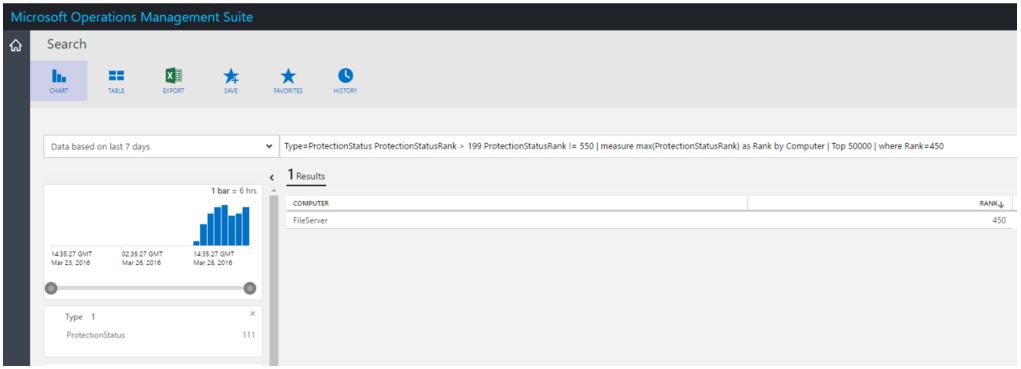 Microsoft Operations Management Suite
Search
CHART
TABLE
EXPORT
SAVE
FAVORITES
HISTORY
Data based on last 7 days
Type=ProtectionStatus ProtectionStatusRank > 199 ProtectionStatusRank != 550 | measure max(ProtectionStatusRank) as Rank by Computer | Top 50000 | where Rank=450
1 bar = 6 hrs
14:35:27 GMT 02:35:27 GMT 14:35:27 GMT
Mar 23, 2016 Mar 26, 2016 Mar 28, 2016
Type 1
ProtectionStatus 111
1 Results
COMPUTER RANK
FileServer 450